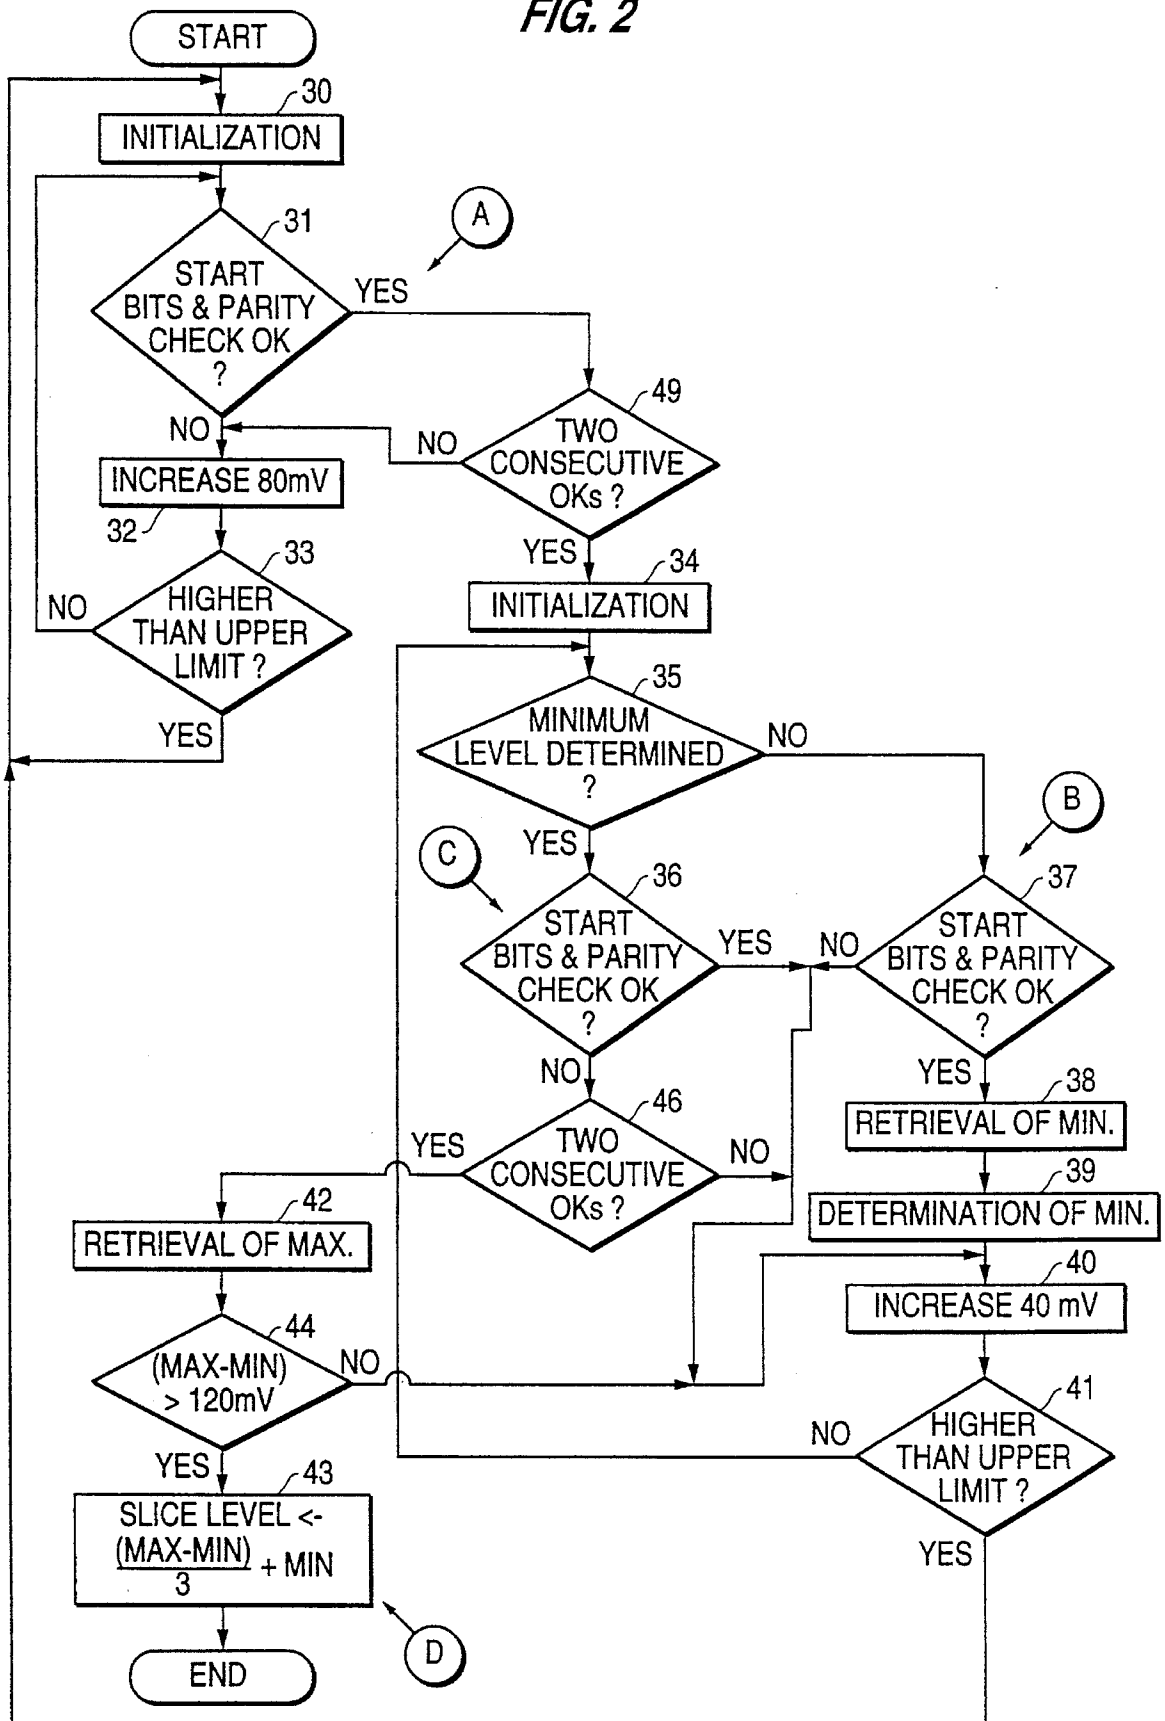 FIG. 2
START
30
INITIALIZATION
31
A
START
BITS & PARITY
CHECK OK
?
YES
49
NO
NO
TWO
CONSECUTIVE
OKs ?
INCREASE 80mV
32
33
YES
34
NO
HIGHER
THAN UPPER
LIMIT ?
INITIALIZATION
YES
35
MINIMUM
LEVEL DETERMINED
?
NO
B
YES
C
36
37
START
BITS & PARITY
CHECK OK
?
YES
NO
START
BITS & PARITY
CHECK OK
?
NO
YES
46
38
YES
TWO
CONSECUTIVE
OKs ?
NO
RETRIEVAL OF MIN.
39
42
DETERMINATION OF MIN.
RETRIEVAL OF MAX.
40
INCREASE 40 mV
44
(MAX-MIN)
> 120mV
NO
41
NO
HIGHER
THAN UPPER
LIMIT ?
YES
43
SLICE LEVEL <-
(MAX-MIN)
3
+ MIN
YES
D
END